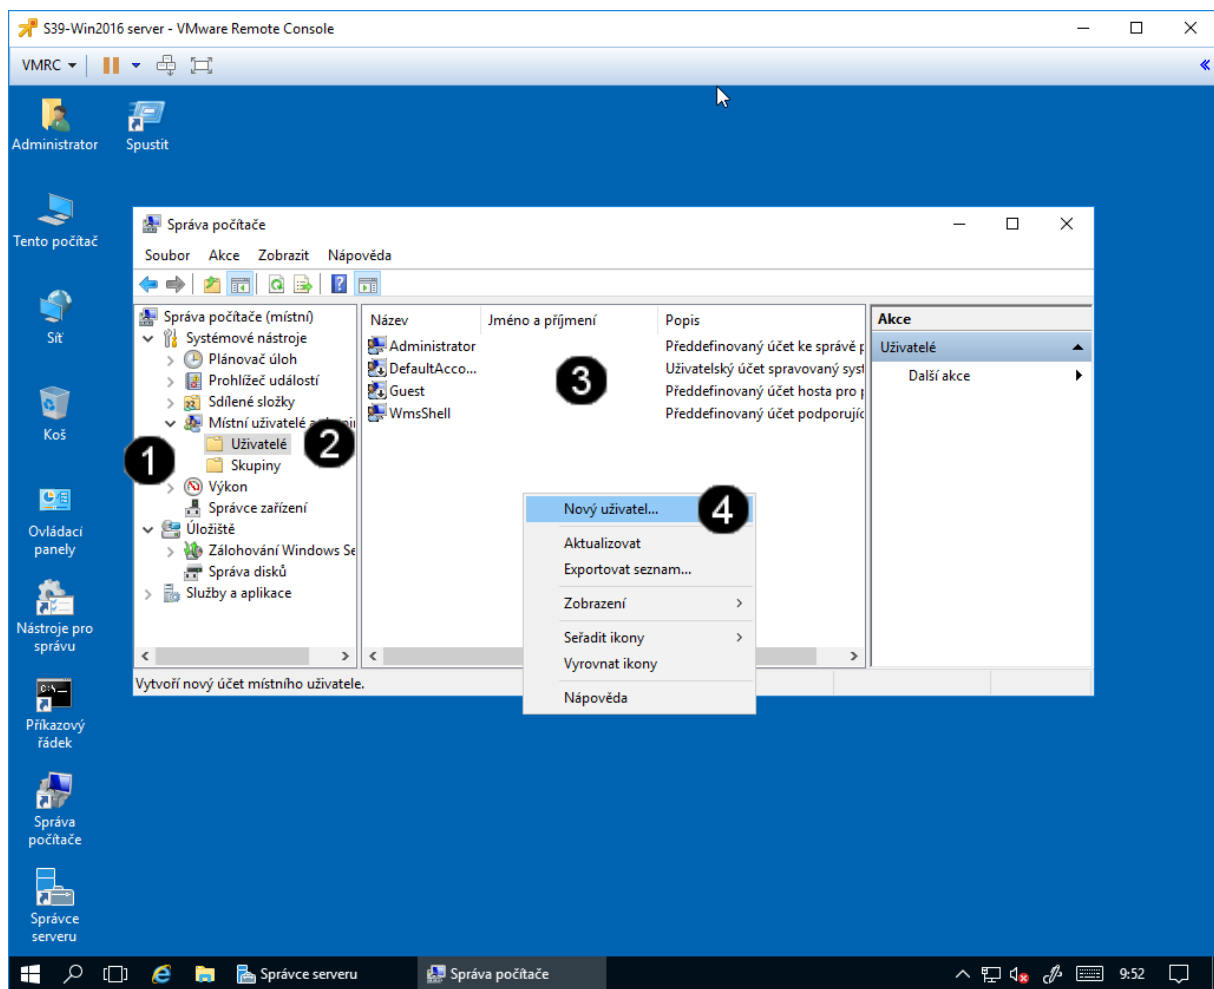 S39-Win2016 server - VMware Remote Console
VMRC
Administrator
Spustit
Tento počítač
Síť
Koš
Ovládací
panely
Nástroje pro
správu
Příkazový
řádek
Správa
počítače
Správce
serveru
Správa počítače
Soubor Akce Zobrazit Nápověda
Správa počítače (místní)
Systémové nástroje
Plánovač úloh
Prohlížeč událostí
Sdílené složky
Místní uživatelé a
Uživatelé
Skupiny
Výkon
Správce zařízení
Úložiště
Zálohování Windows Se
Správa disků
Služby a aplikace
1
2
Název Jméno a příjmení Popis
Administrator Předdefinovaný účet ke správě p
DefaultAcco... Uživatelský účet spravovaný syst
Guest Předdefinovaný účet hosta pro p
WmsShell Předdefinovaný účet podporujíc
3
Akce
Uživatelé
Další akce
Nový uživatel...
4
Aktualizovat
Exportovat seznam...
Zobrazení
Seřadit ikony
Vyrovnat ikony
Nápověda
Vytvoří nový účet místního uživatele.
Správce serveru
Správa počítače
9:52